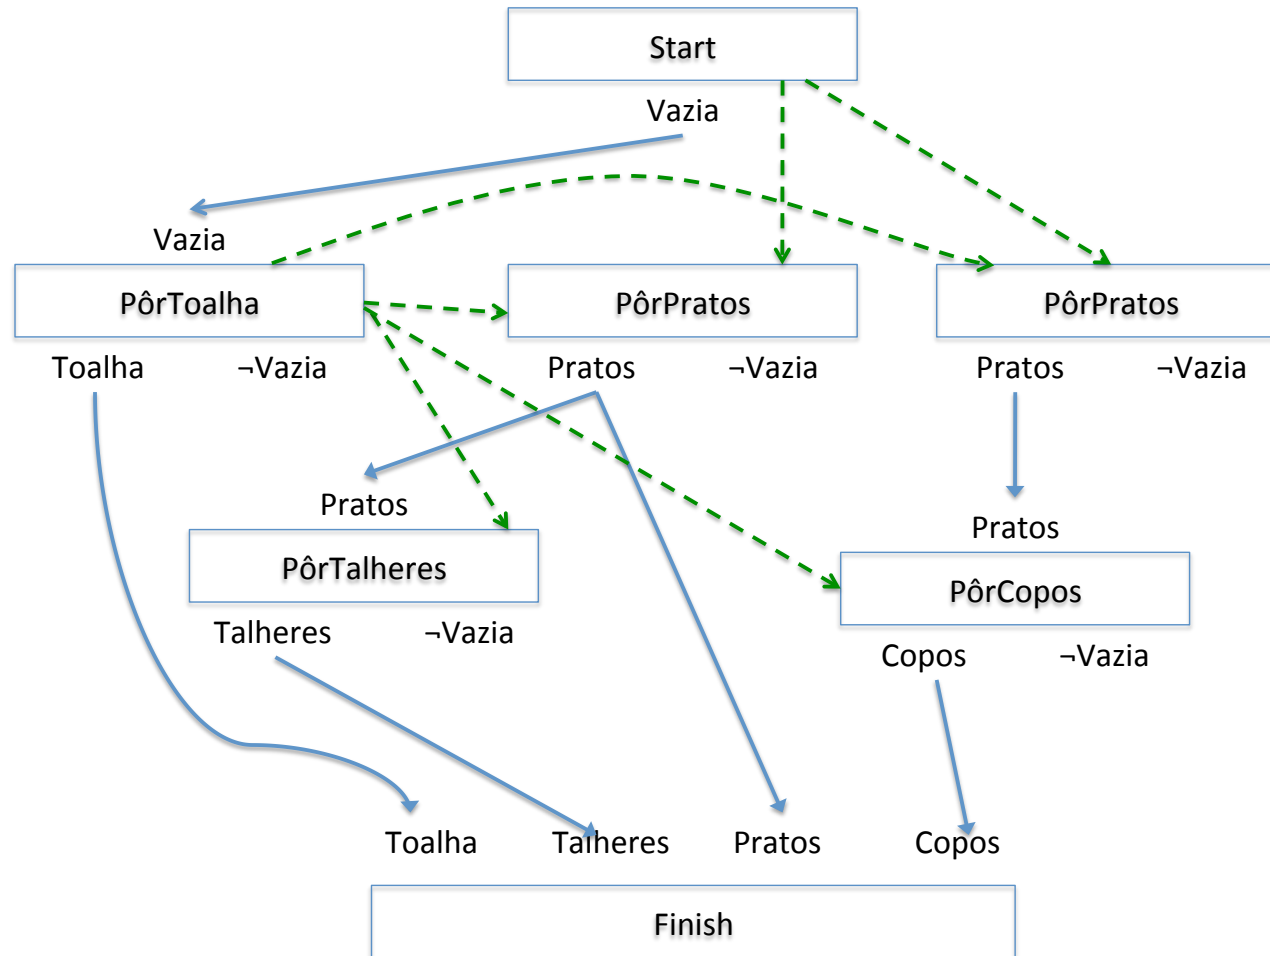 Start
Vazia
Vazia
PôrToalha
PôrPratos
PôrPratos
Toalha ¬Vazia
Pratos ¬Vazia
Pratos ¬Vazia
Pratos
PôrTalheres
Talheres ¬Vazia
Pratos
PôrCopos
Copos ¬Vazia
Toalha Talheres Pratos Copos
Finish